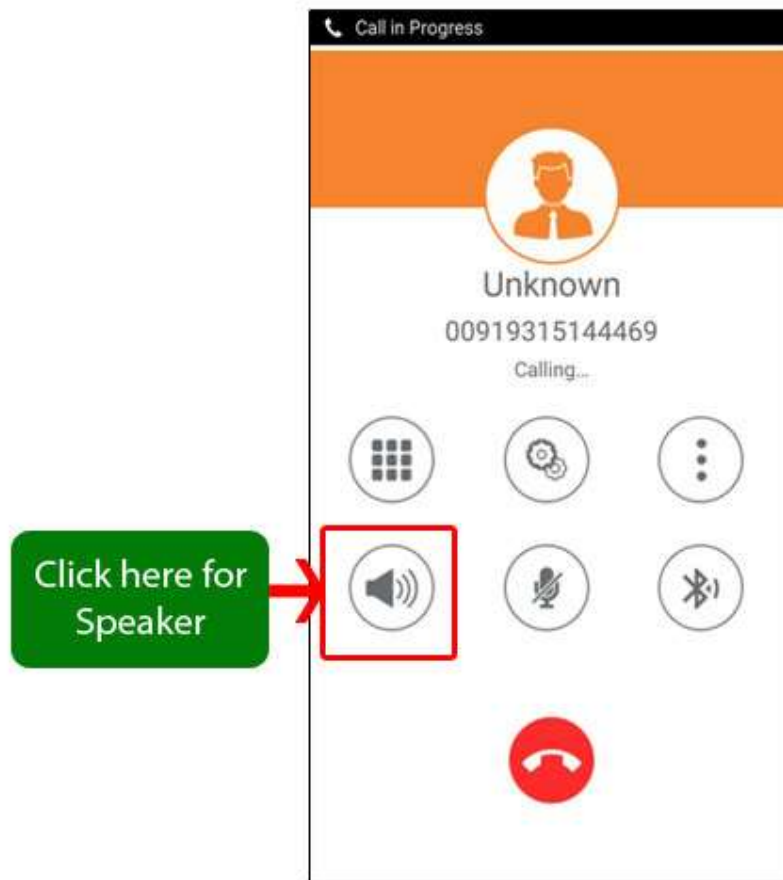 Call in Progress
Unknown
00919315144469
Calling...
Click here for
Speaker